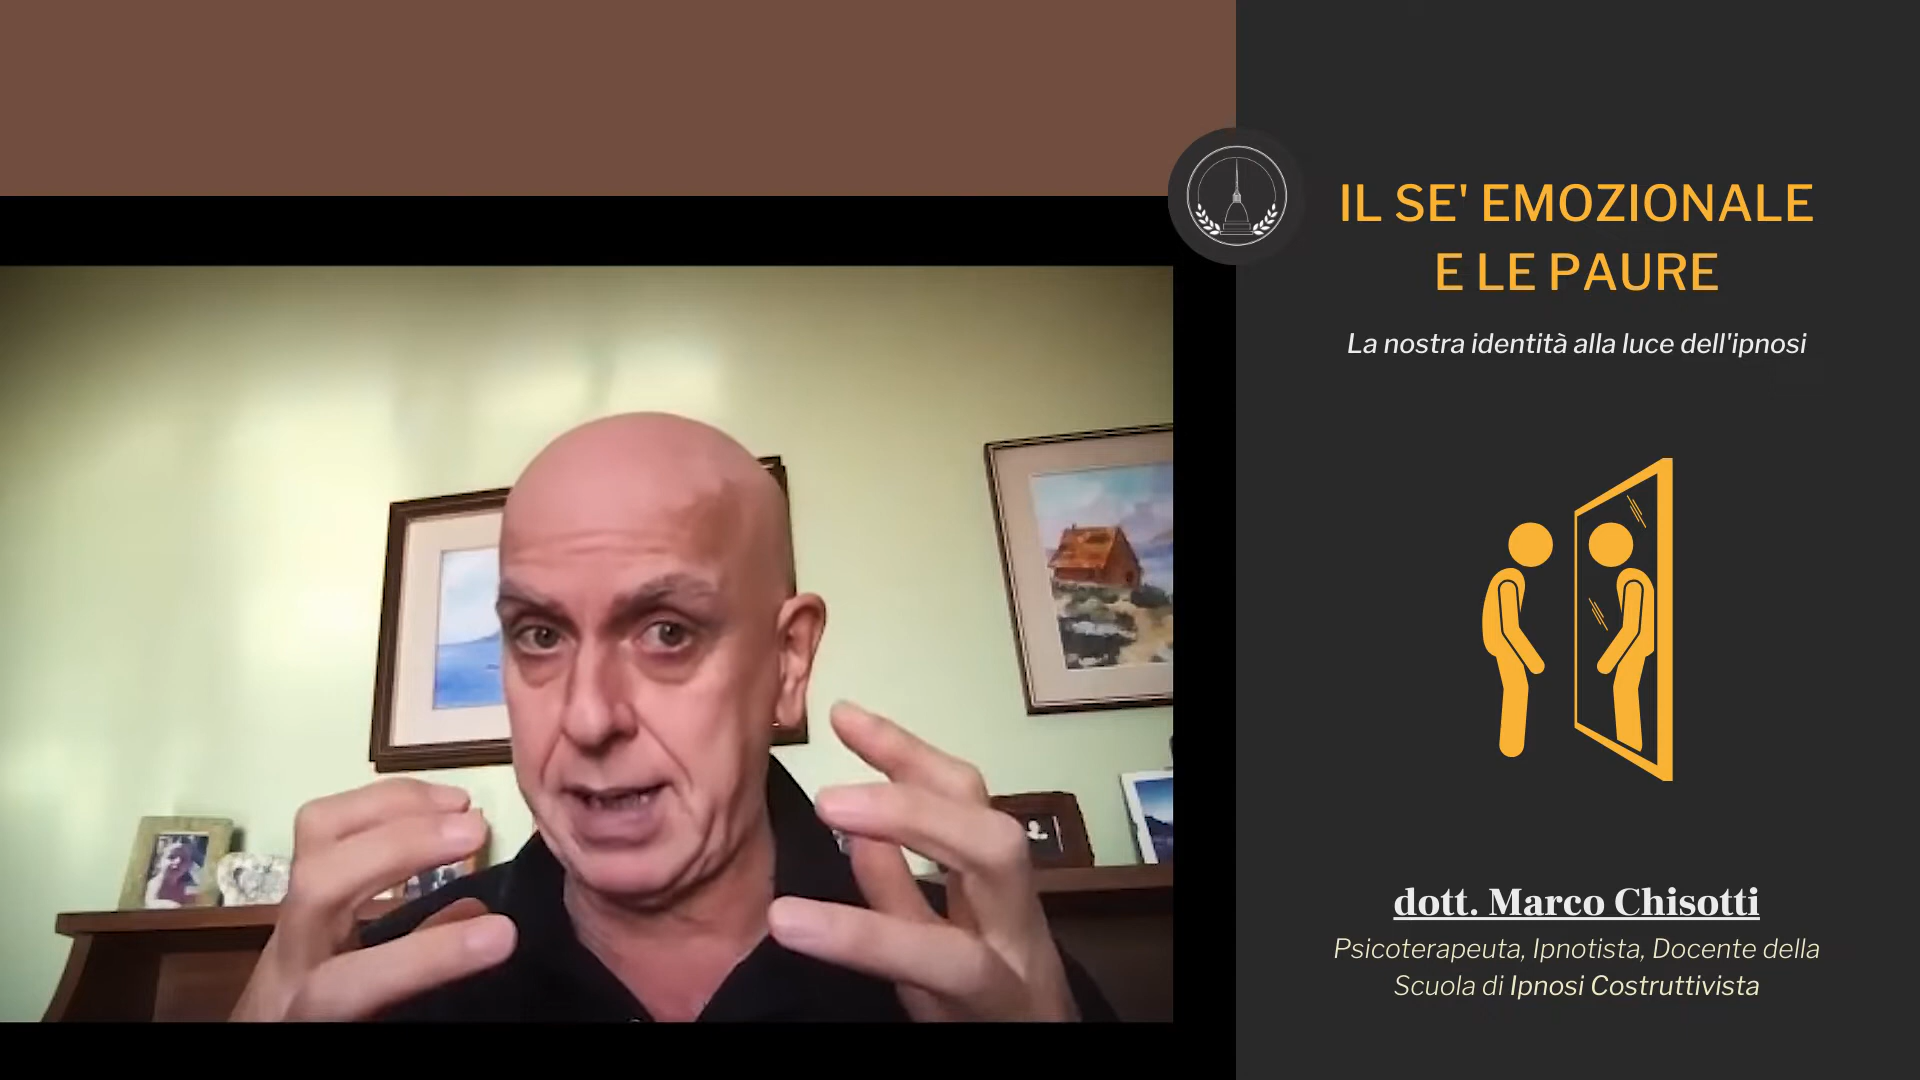 IL SE' EMOZIONALE
E LE PAURE
La nostra identità alla luce dell'ipnosi
dott. Marco Chisotti
Psicoterapeuta, Ipnotista, Docente della
Scuola di Ipnosi Costruttivista